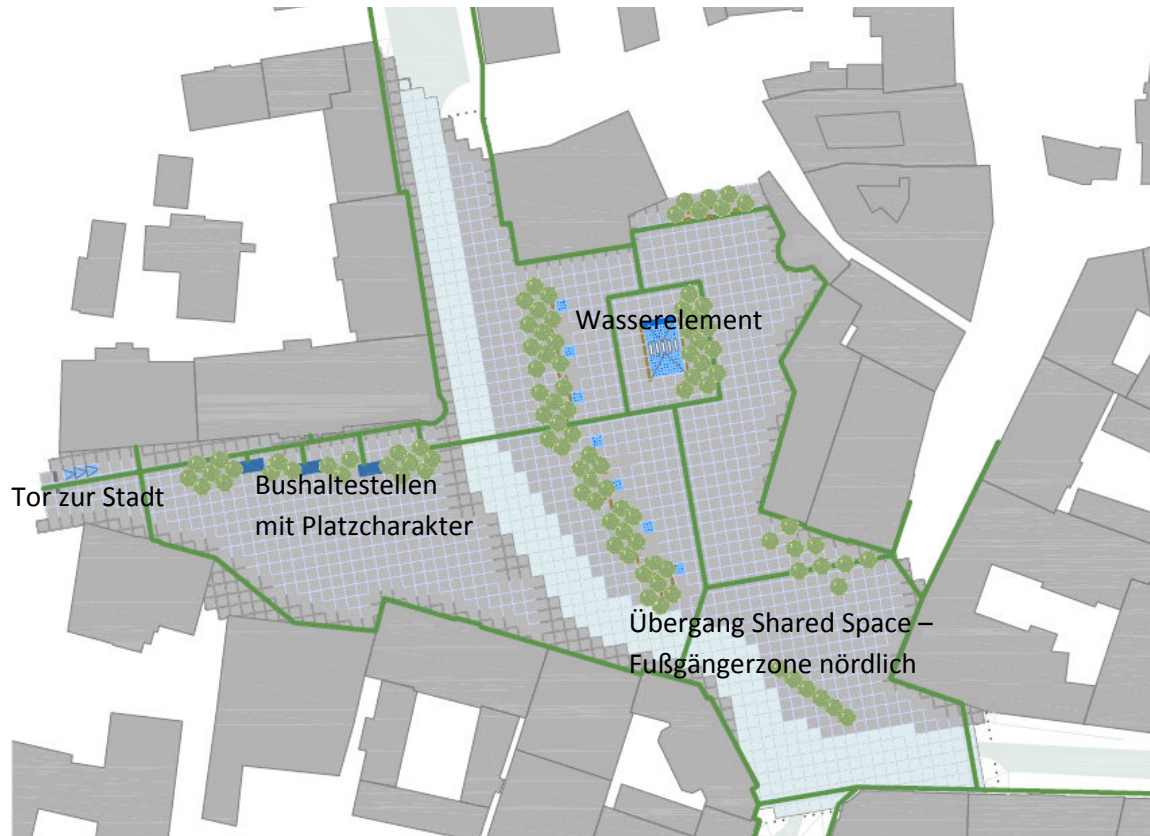 Wasserelement
Tor zur Stadt
Bushaltestellen
mit Platzcharakter
Übergang Shared Space –
Fußgängerzone nördlich